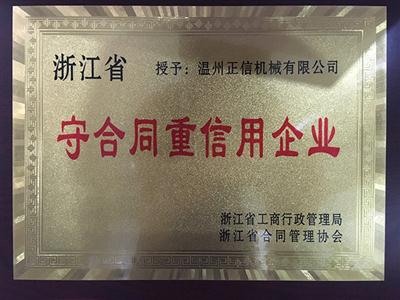 浙江省 授予：温州正信机械有限公司
守合同重信用企业
浙江省工商行政管理局
浙江省合同管理协会